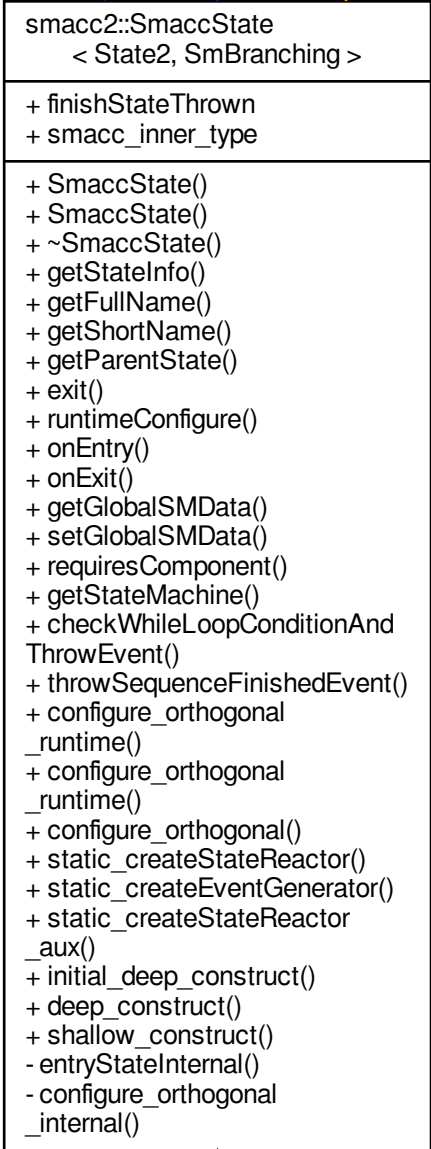 smacc2::SmaccState
< State2, SmBranching >
+ finishStateThrown
+ smacc_inner_type
+ SmaccState()
+ SmaccState()
+ ~SmaccState()
+ getStateInfo()
+ getFullName()
+ getShortName()
+ getParentState()
+ exit()
+ runtimeConfigure()
+ onEntry()
+ onExit()
+ getGlobalSMData()
+ setGlobalSMData()
+ requiresComponent()
+ getStateMachine()
+ checkWhileLoopConditionAnd
ThrowEvent()
+ throwSequenceFinishedEvent()
+ configure_orthogonal
_runtime()
+ configure_orthogonal
_runtime()
+ configure_orthogonal()
+ static_createStateReactor()
+ static_createEventGenerator()
+ static_createStateReactor
_aux()
+ initial_deep_construct()
+ deep_construct()
+ shallow_construct()
- entryStateInternal()
- configure_orthogonal
_internal()